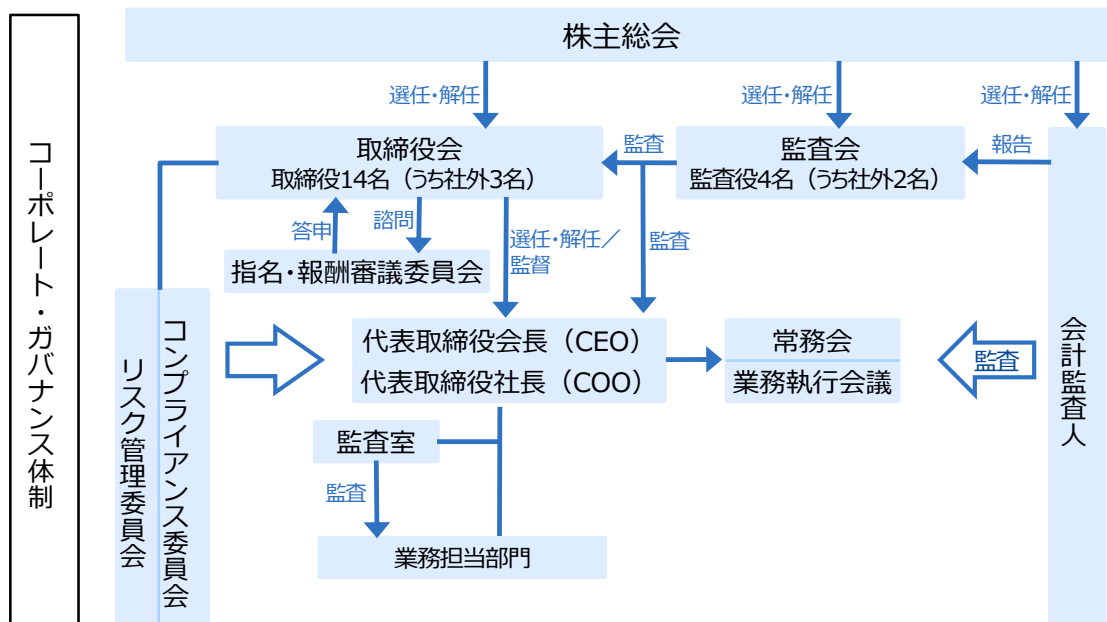 コーポレート・ガバナンス体制
株主総会
選任・解任
選任・解任
選任・解任
取締役会
取締役14名（うち社外3名）
監査
監査会
監査役4名（うち社外2名）
報告
答申
諮問
選任・解任／
監督
監査
指名・報酬審議委員会
コンプライアンス委員会
リスク管理委員会
代表取締役会長（CEO）
代表取締役社長（COO）
常務会
業務執行会議
監査
会計監査人
監査室
監査
業務担当部門